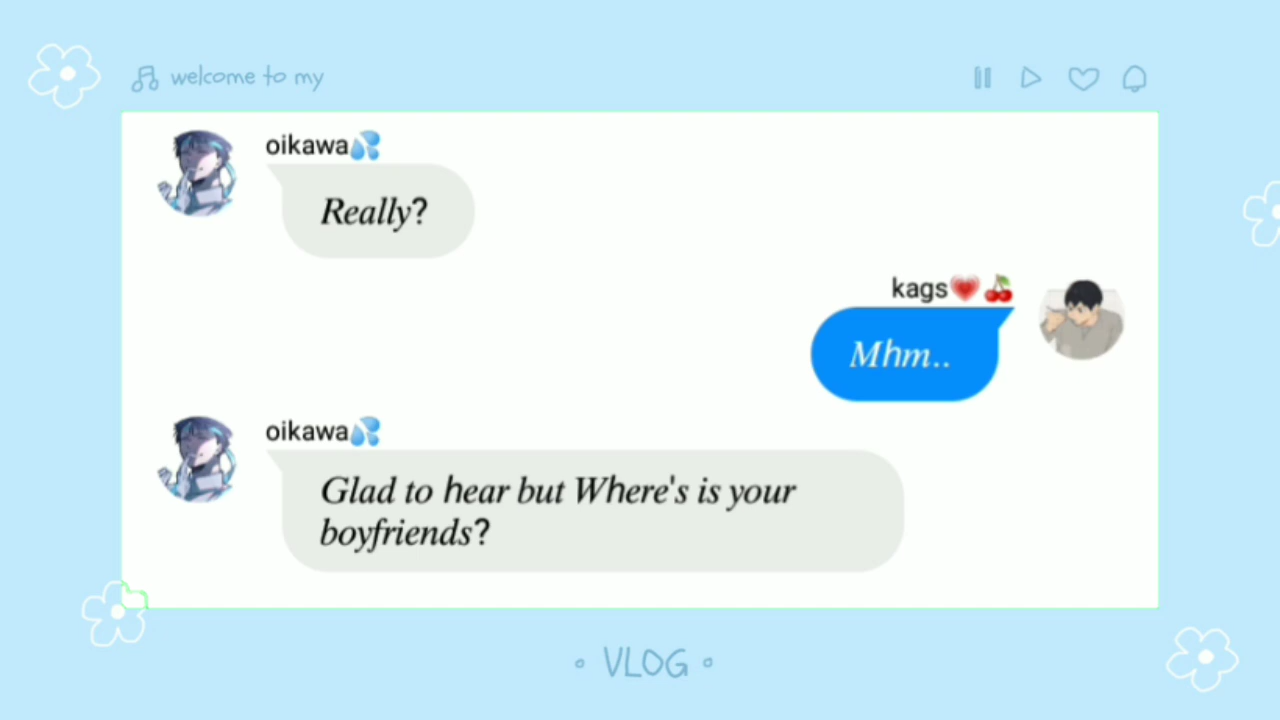 welcome to my
oikawa💦
Really?
kags💗🍒
Mhm..
oikawa💦
Glad to hear but Where's is your
boyfriends?
• VLOG •